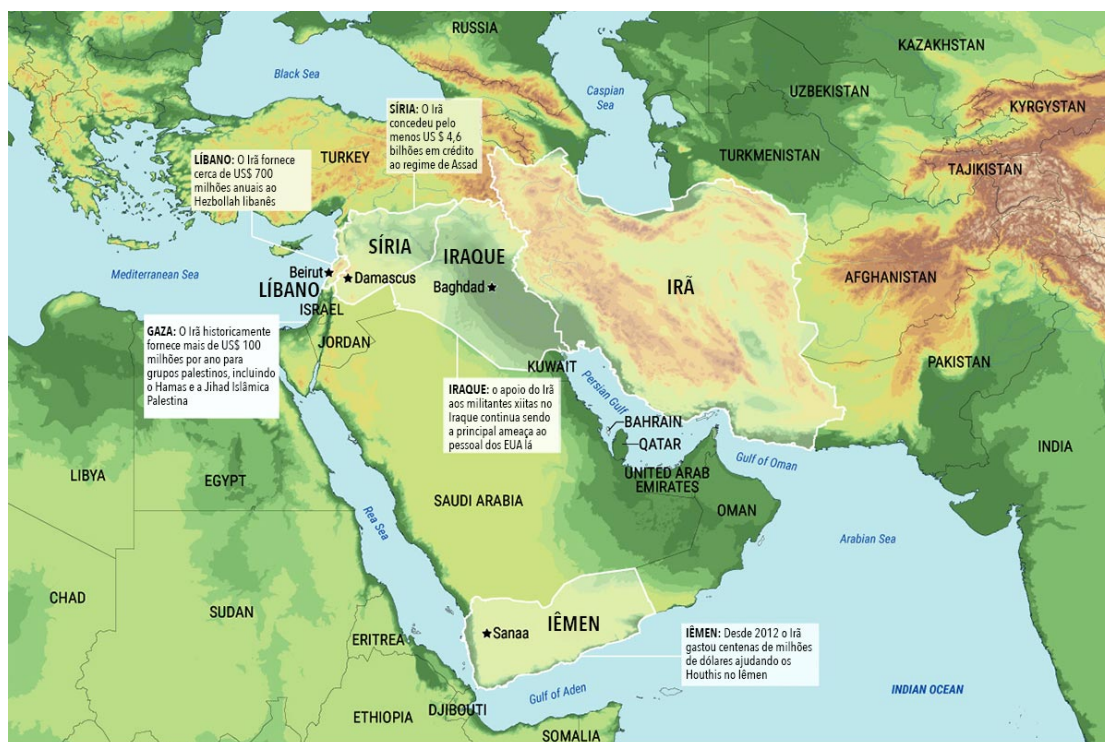 RUSSIA
KAZAKHSTAN
Black Sea
Caspian
Sea
UZBEKISTAN
KYRGYSTAN
SÍRIA: O Irã
concedeu pelo
menos US $ 4,6
bilhões em crédito
ao regime de Assad
TURKEY
TURKMENISTAN
TAJIKISTAN
LÍBANO: O Irã fornece
cerca de US$ 700
milhões anuais ao
Hezbollah libanês
SÍRIA
IRAQUE
Mediterranean Sea
Beirut
Damascus
LÍBANO
Baghdad
IRÃ
AFGHANISTAN
ISRAEL
GAZA: O Irã historicamente
fornece mais de US$ 100
milhões por ano para
grupos palestinos, incluindo
o Hamas e a Jihad Islâmica
Palestina
JORDAN
KUWAIT
PAKISTAN
IRAQUE: o apoio do Irã
aos militantes xiitas no
Iraque continua sendo
a principal ameaça ao
pessoal dos EUA lá
Persian Gulf
BAHRAIN
QATAR
INDIA
LIBYA
EGYPT
Gulf of Oman
UNITED ARAB
EMIRATES
SAUDI ARABIA
OMAN
Rea Sea
Arabian Sea
CHAD
SUDAN
IÊMEN
Sanaa
ERITREA
IÊMEN: Desde 2012 o Irã
gastou centenas de milhões
de dólares ajudando os
Houthis no Iêmen
Gulf of Aden
INDIAN OCEAN
DJIBOUTI
ETHIOPIA
SOMALIA